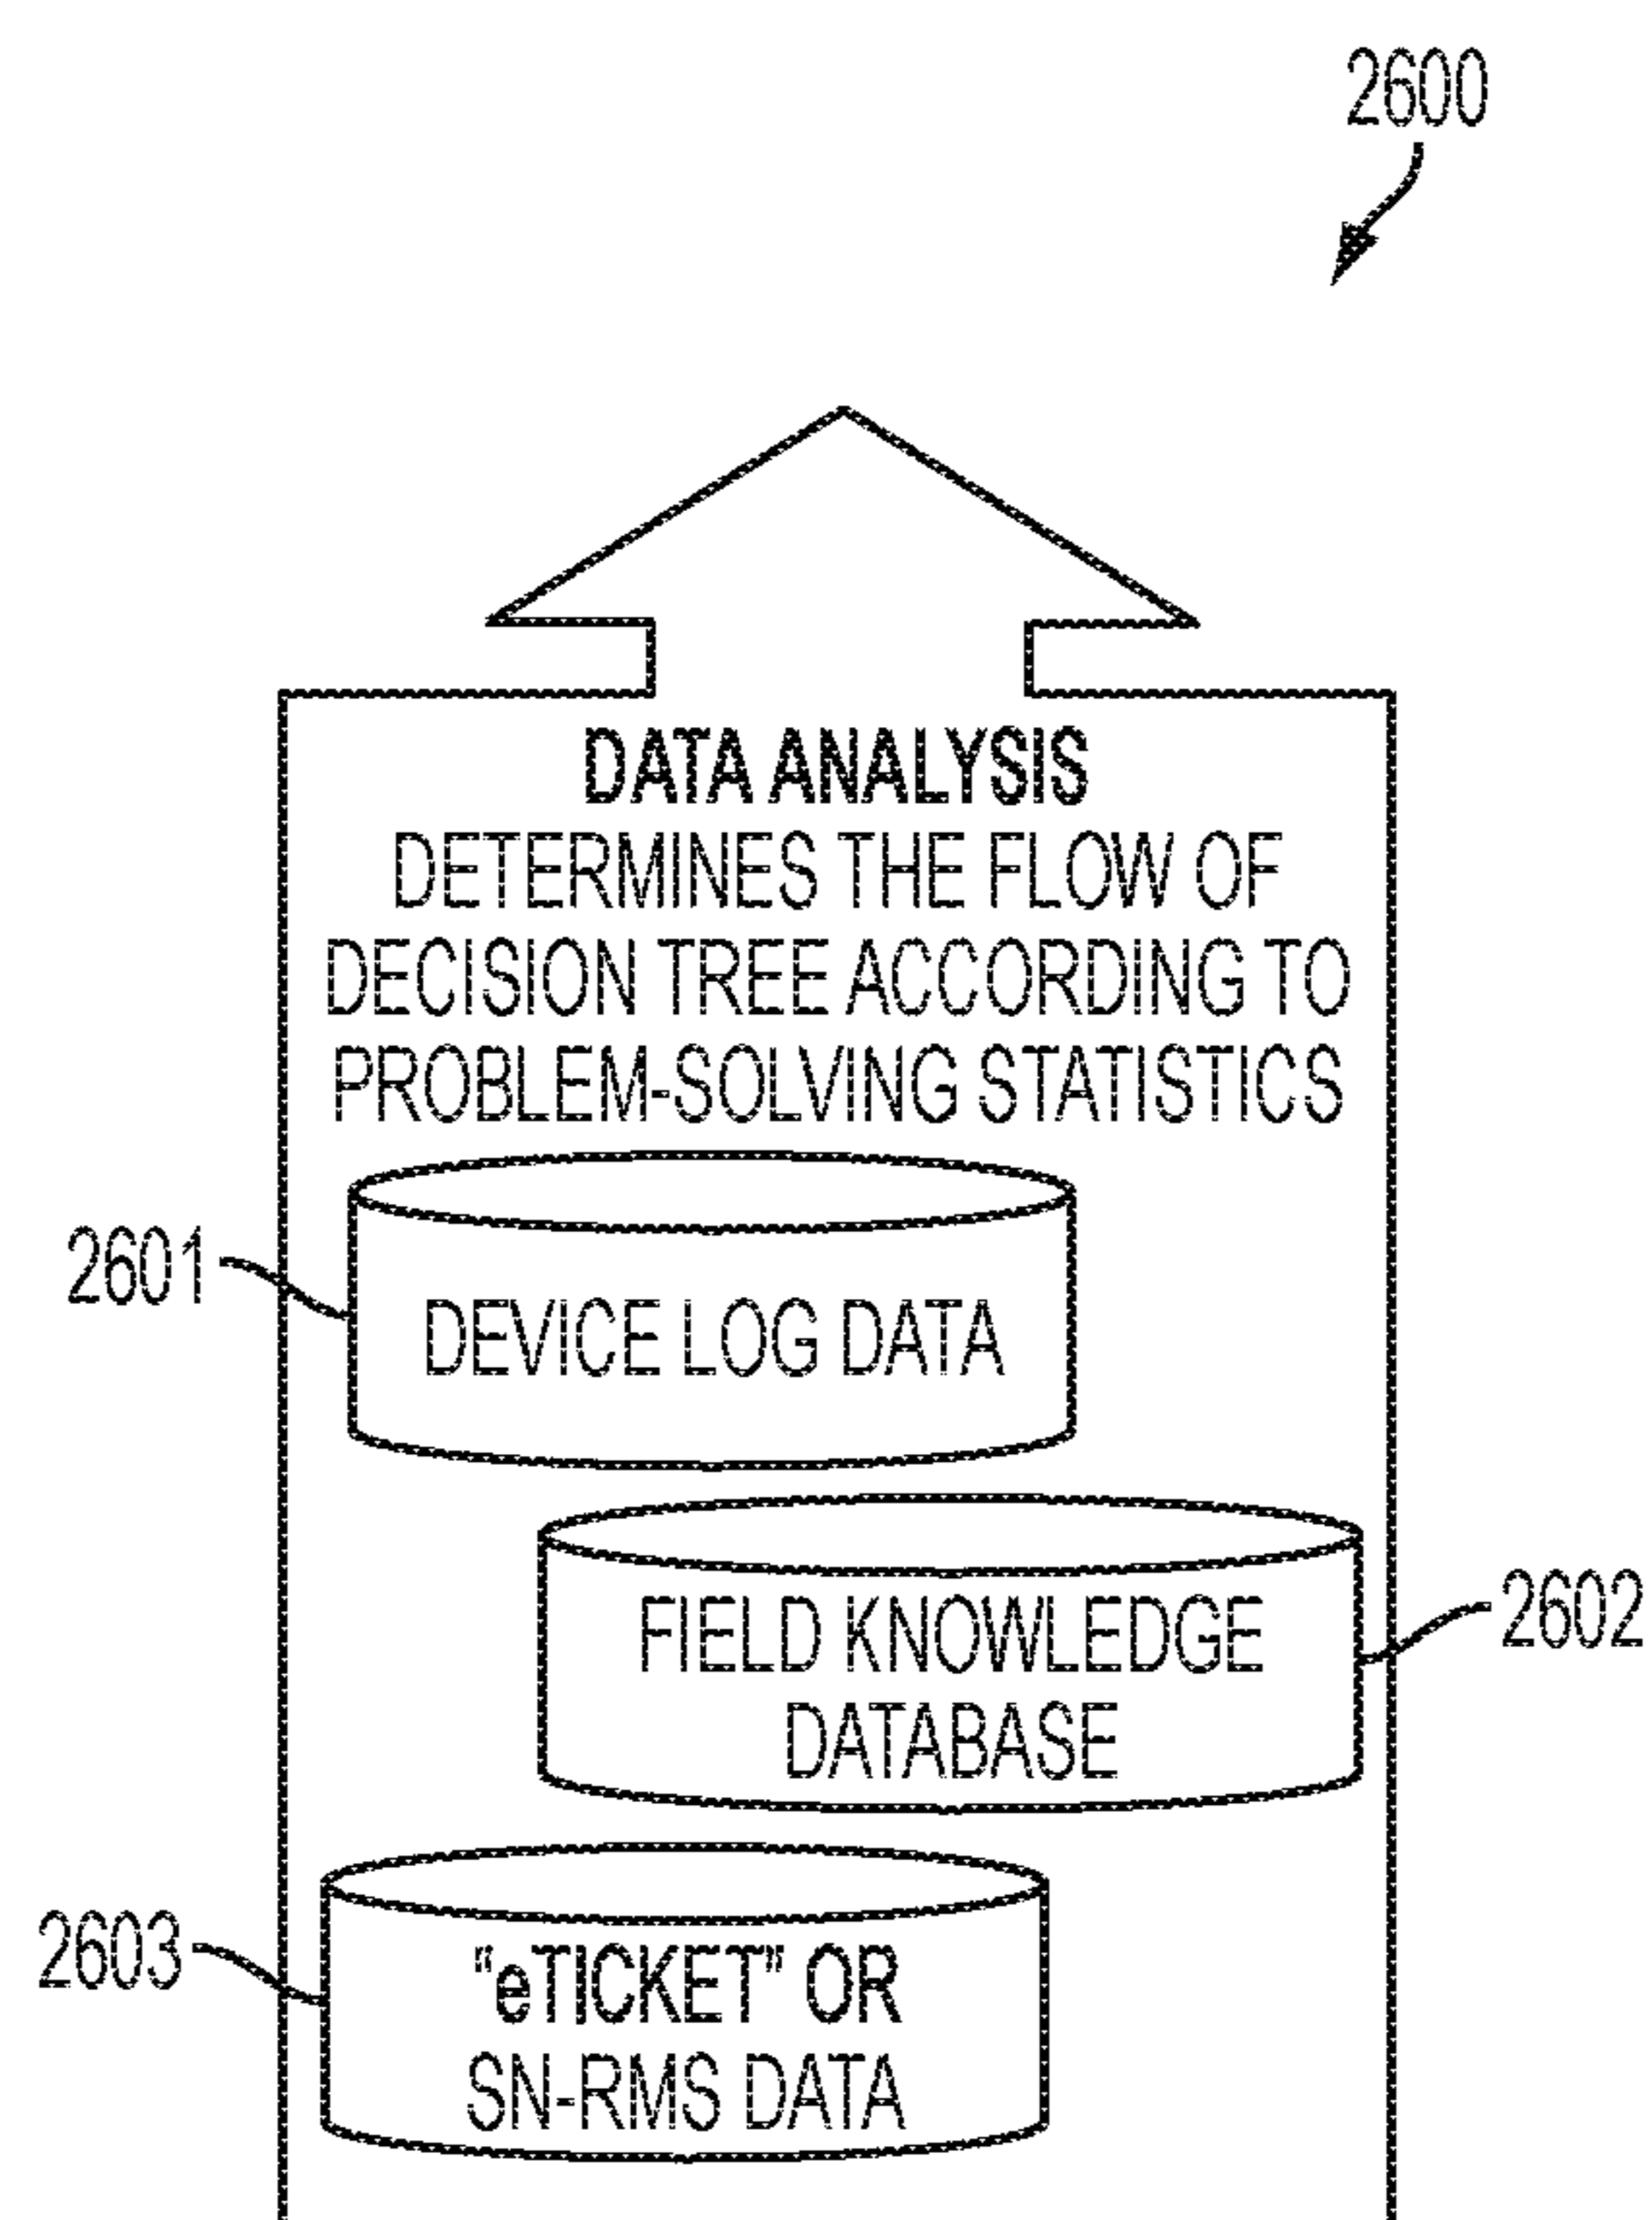 2600
DATA ANALYSIS
DETERMINES THE FLOW OF
DECISION TREE ACCORDING TO
PROBLEM-SOLVING STATISTICS
2601
DEVICE LOG DATA
FIELD KNOWLEDGE
DATABASE
2602
2603
“eTICKET” OR
SN-RMS DATA